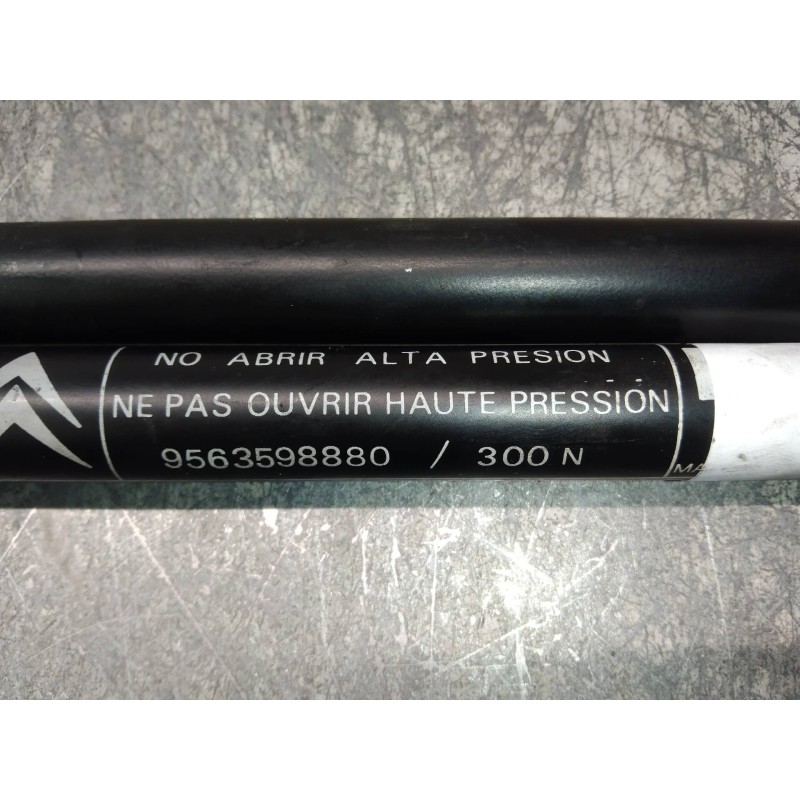 NO ABRIR ALTA PRESION
NE PAS OUVRIR HAUTE PRESSION
9563598880 / 300 N